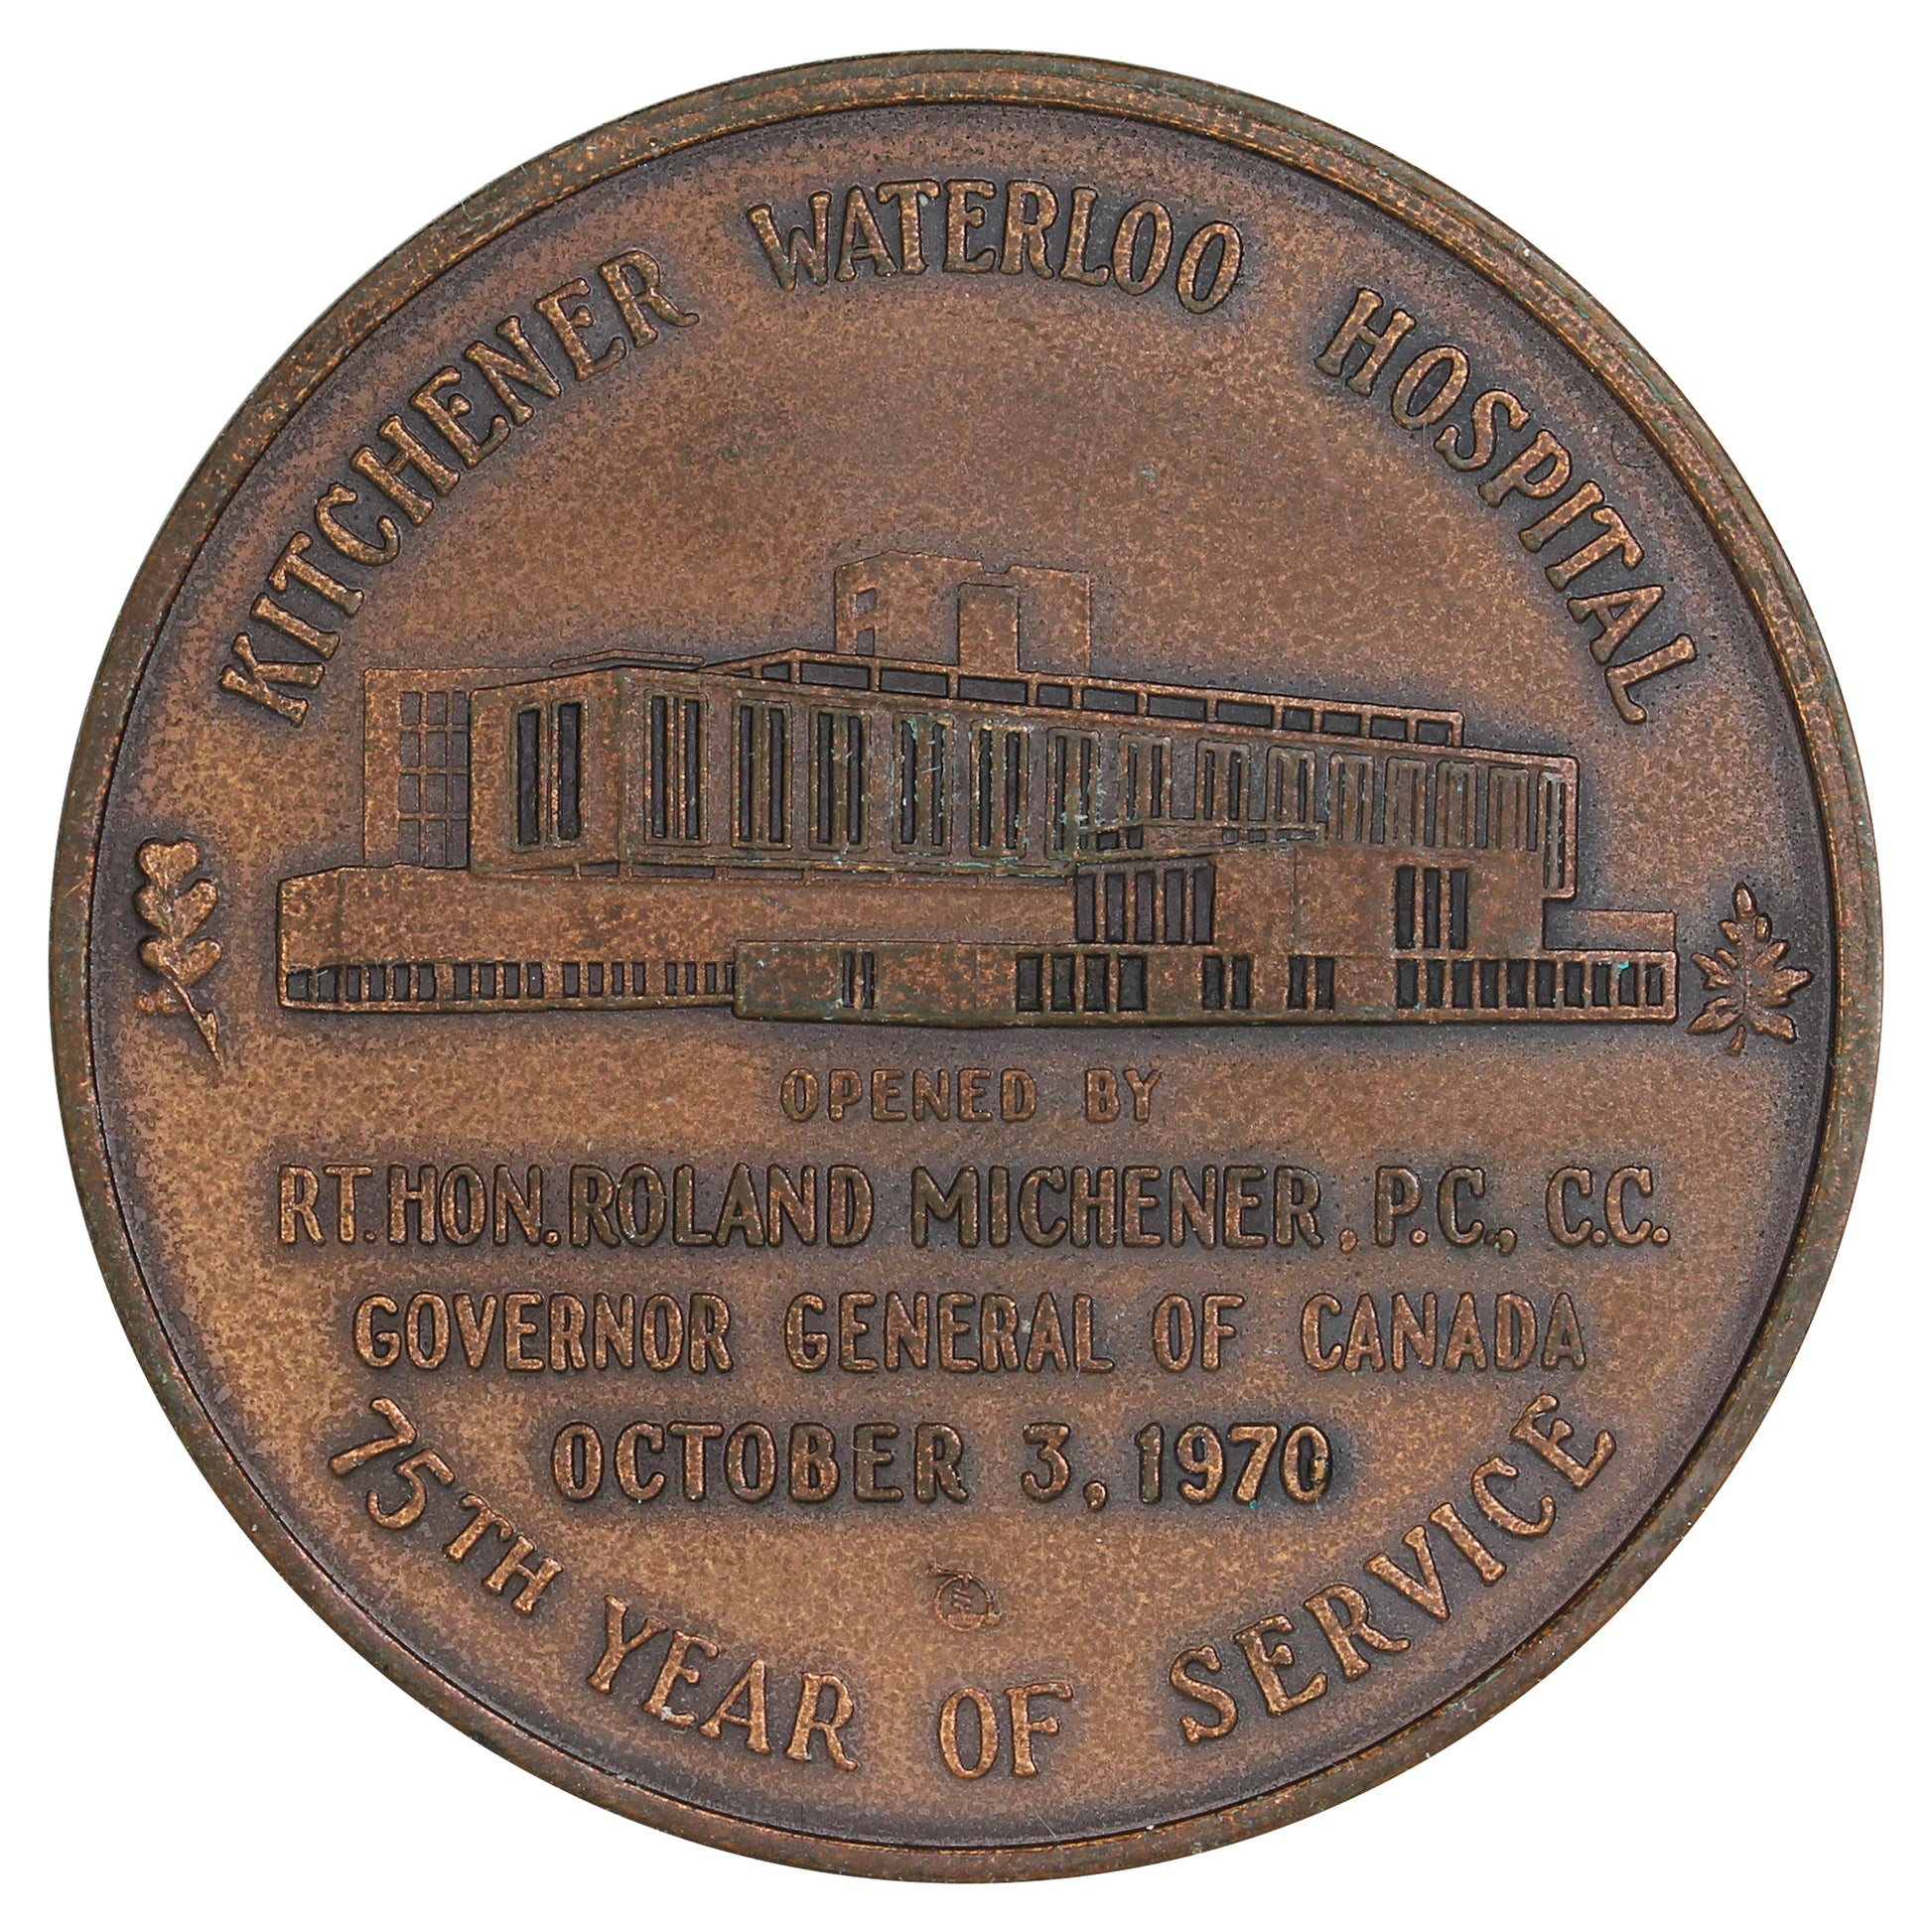 KITCHENER WATERLOO HOSPITAL
OPENED BY
RT. HON. ROLAND MICHENER, P.C., C.C.
GOVERNOR GENERAL OF CANADA
OCTOBER 3, 1970
75TH YEAR OF SERVICE